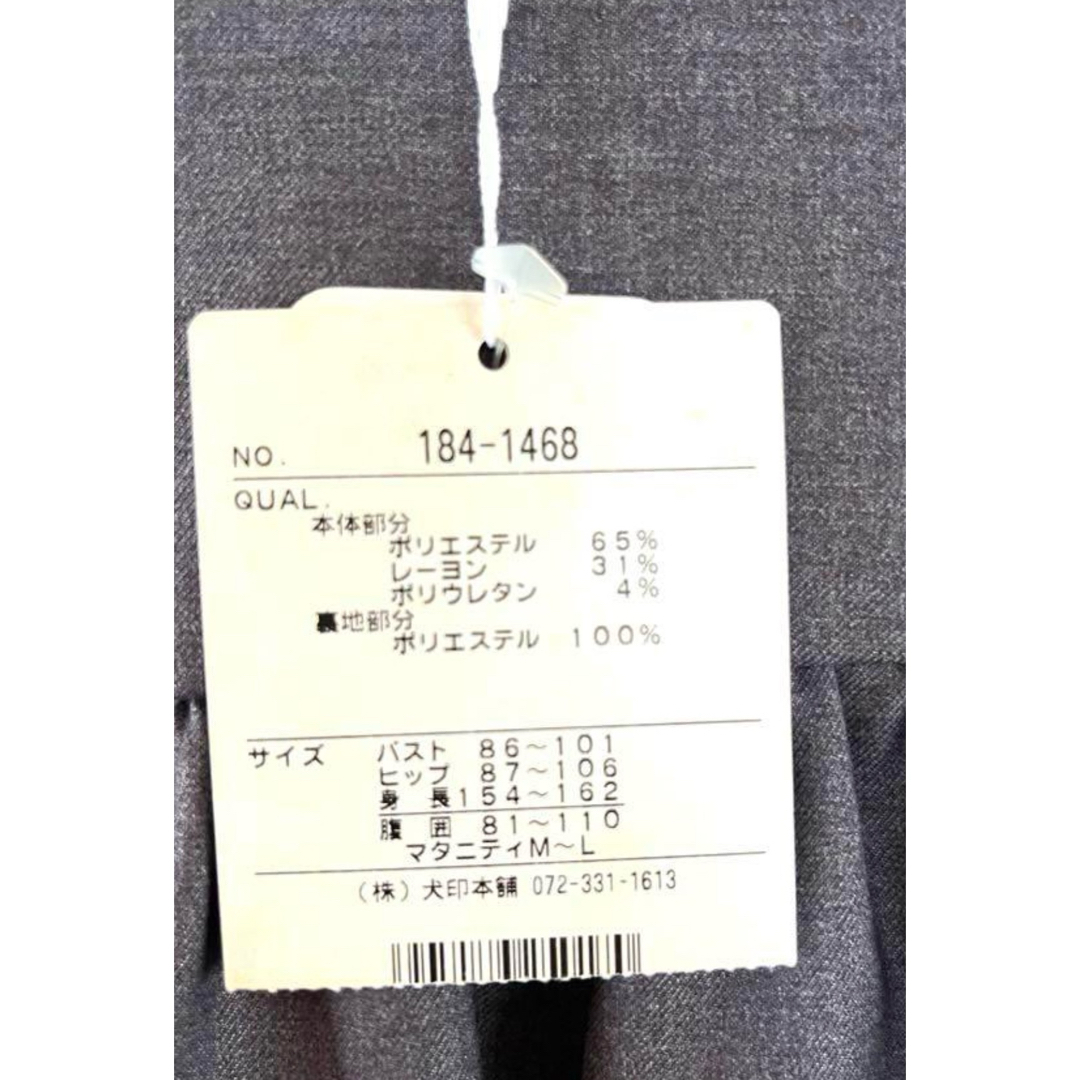 NO. 184-1468
QUAL.
本体部分
ポリエステル 65%
レーヨン 31%
ポリウレタン 4%
裏地部分
ポリエステル 100%
サイズ バスト 86～101
ヒップ 87～106
身長154～162
腹囲 81～110
マタニティM～L
(株)犬印本舗 072-331-1613